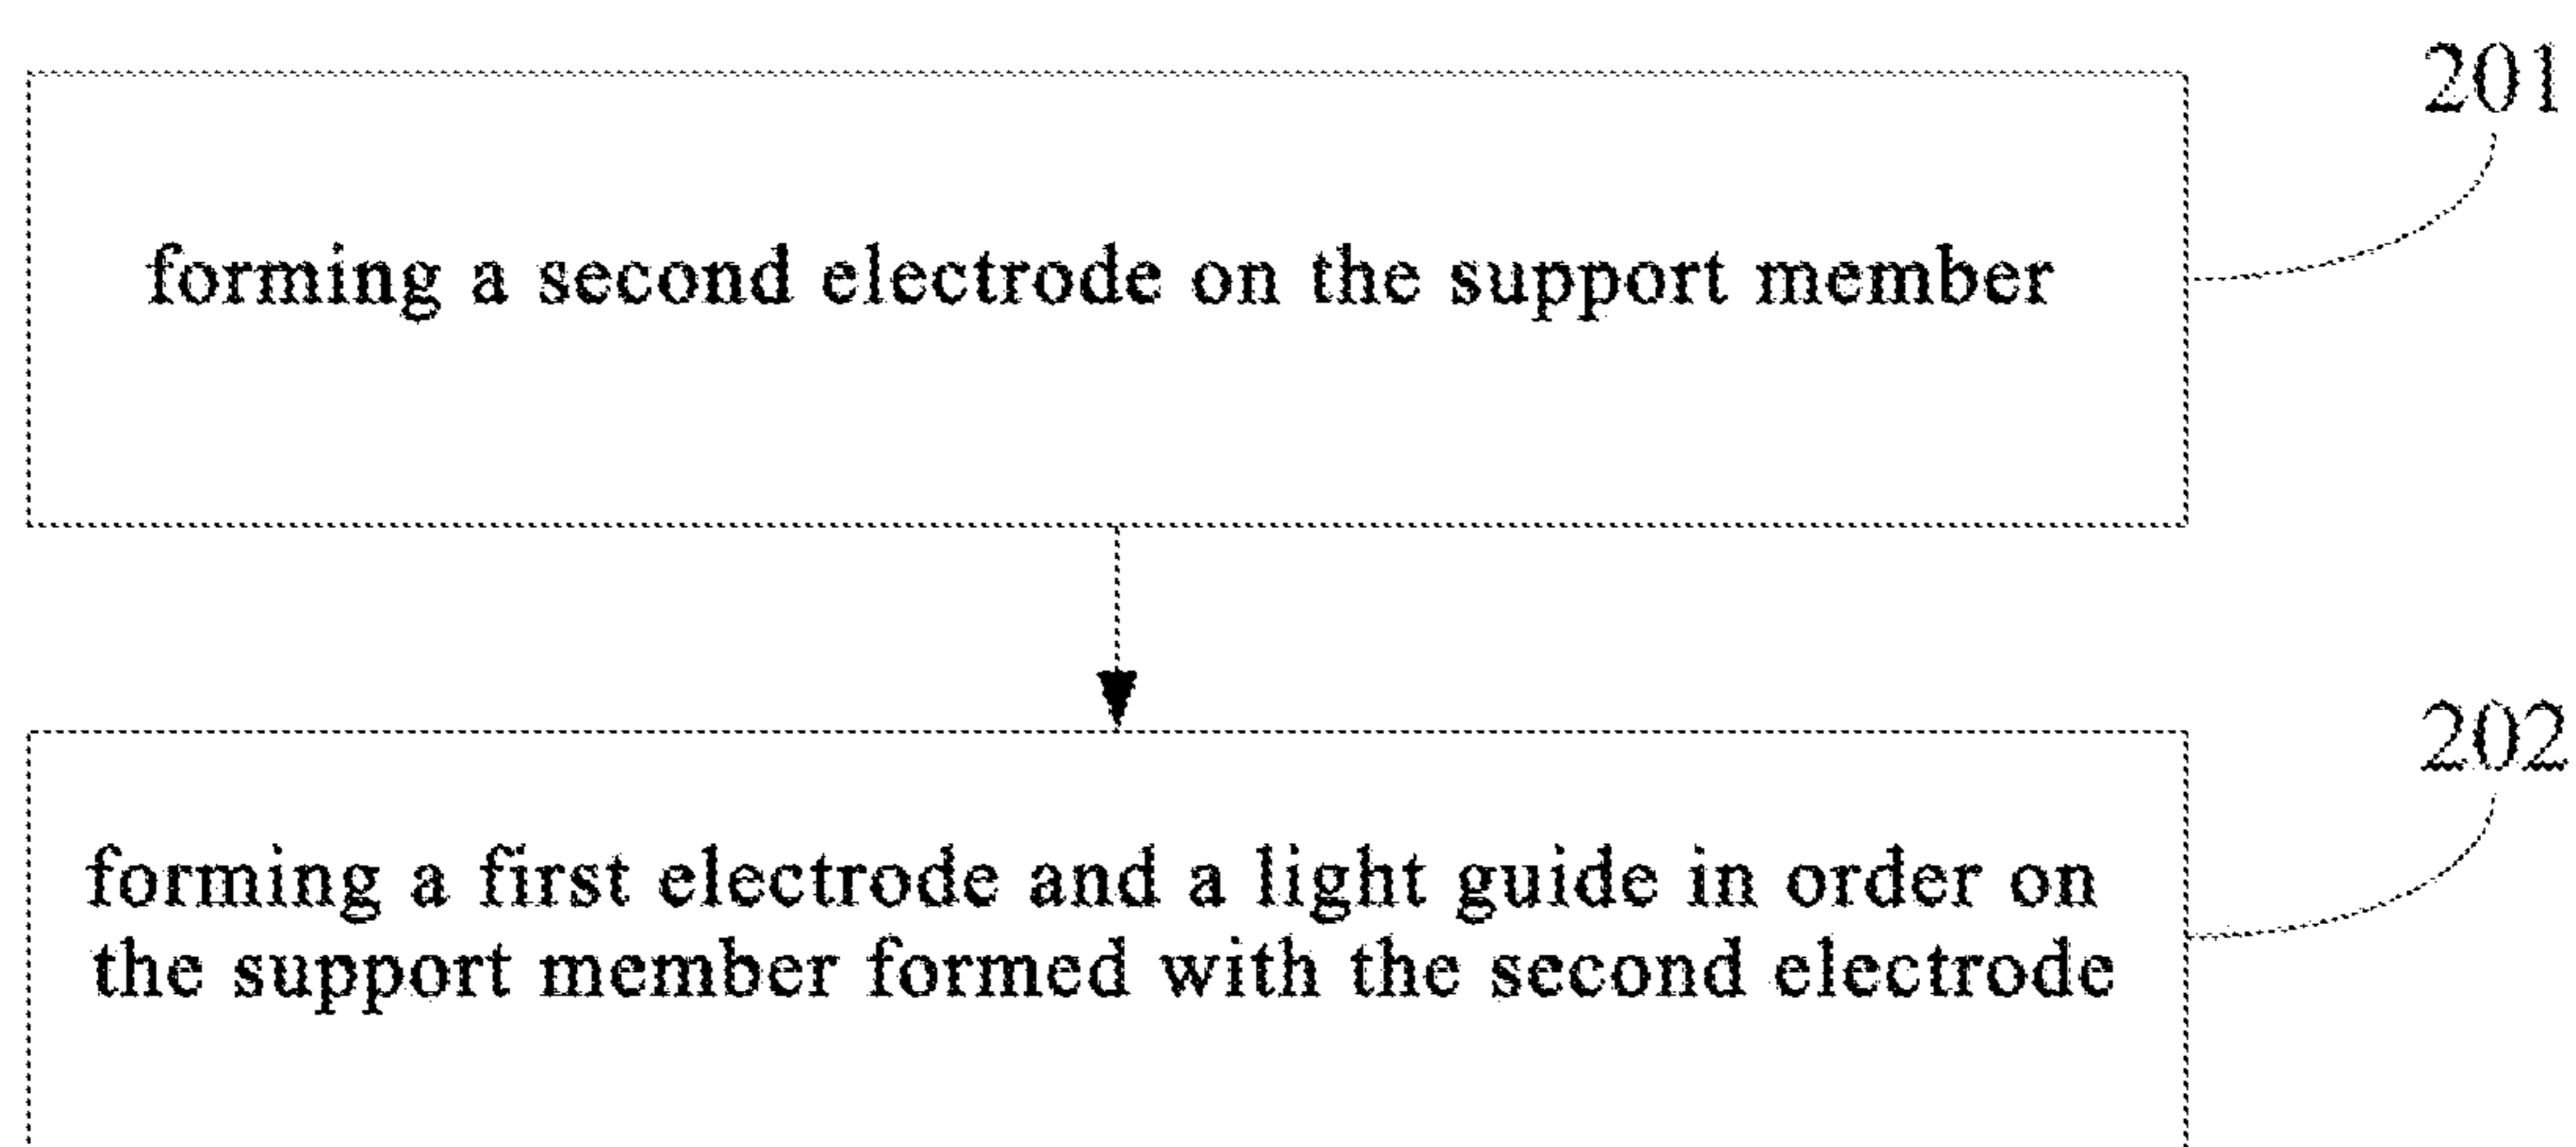 201
forming a second electrode on the support member
202
forming a first electrode and a light guide in order on
the support member formed with the second electrode